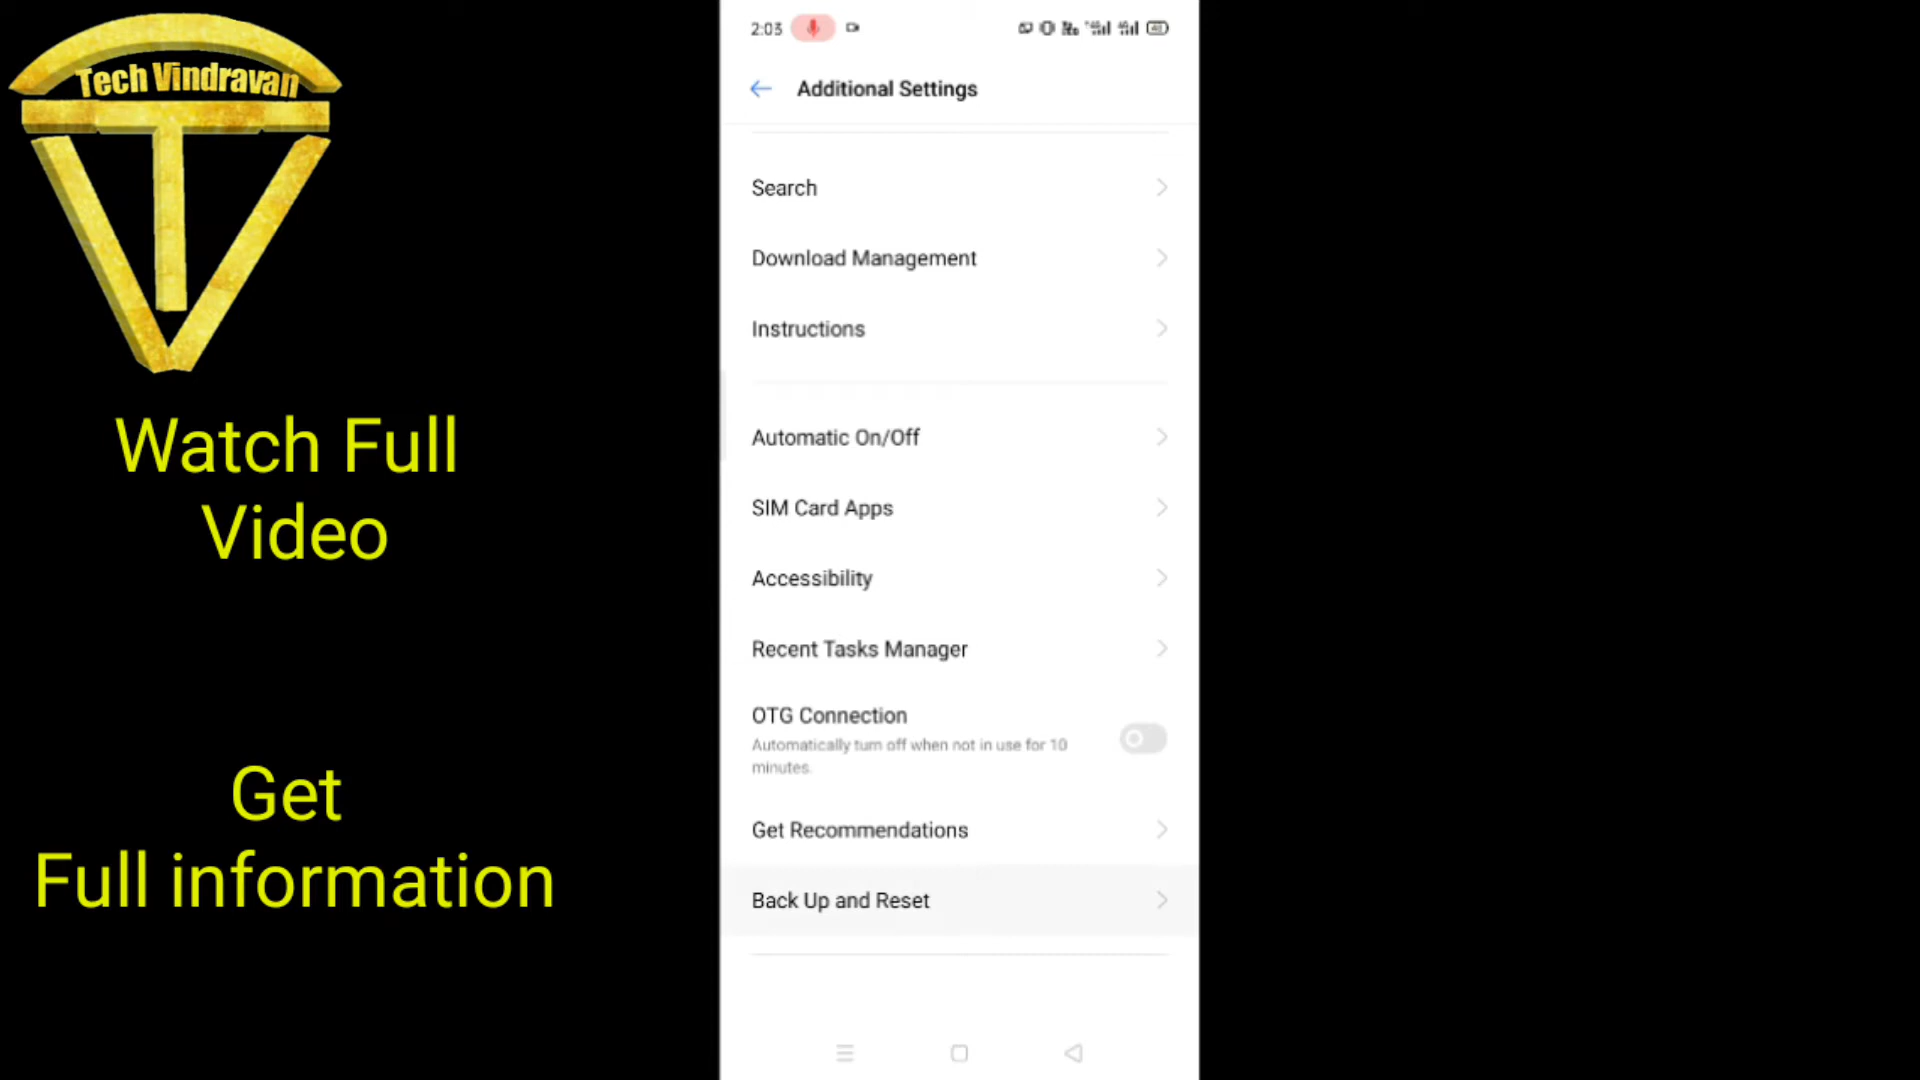 Tech Vindravan
Watch Full
Video
Get
Full information
2:03
Additional Settings
Search
Download Management
Instructions
Automatic On/Off
SIM Card Apps
Accessibility
Recent Tasks Manager
OTG Connection
Automatically turn off when not in use for 10
minutes.
Get Recommendations
Back Up and Reset